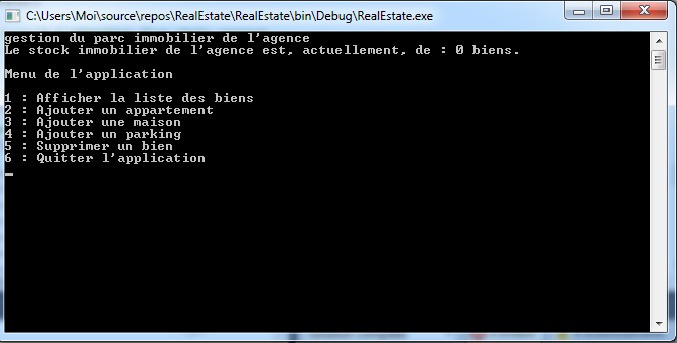 C:\Users\Moi\source\repos\RealEstate\RealEstate\bin\Debug\RealEstate.exe
gestion du parc immobilier de l'agence
Le stock immobilier de l'agence est, actuellement, de : 0 biens.
Menu de l'application
1 : Afficher la liste des biens
2 : Ajouter un appartement
3 : Ajouter une maison
4 : Ajouter un parking
5 : Supprimer un bien
6 : Quitter l'application